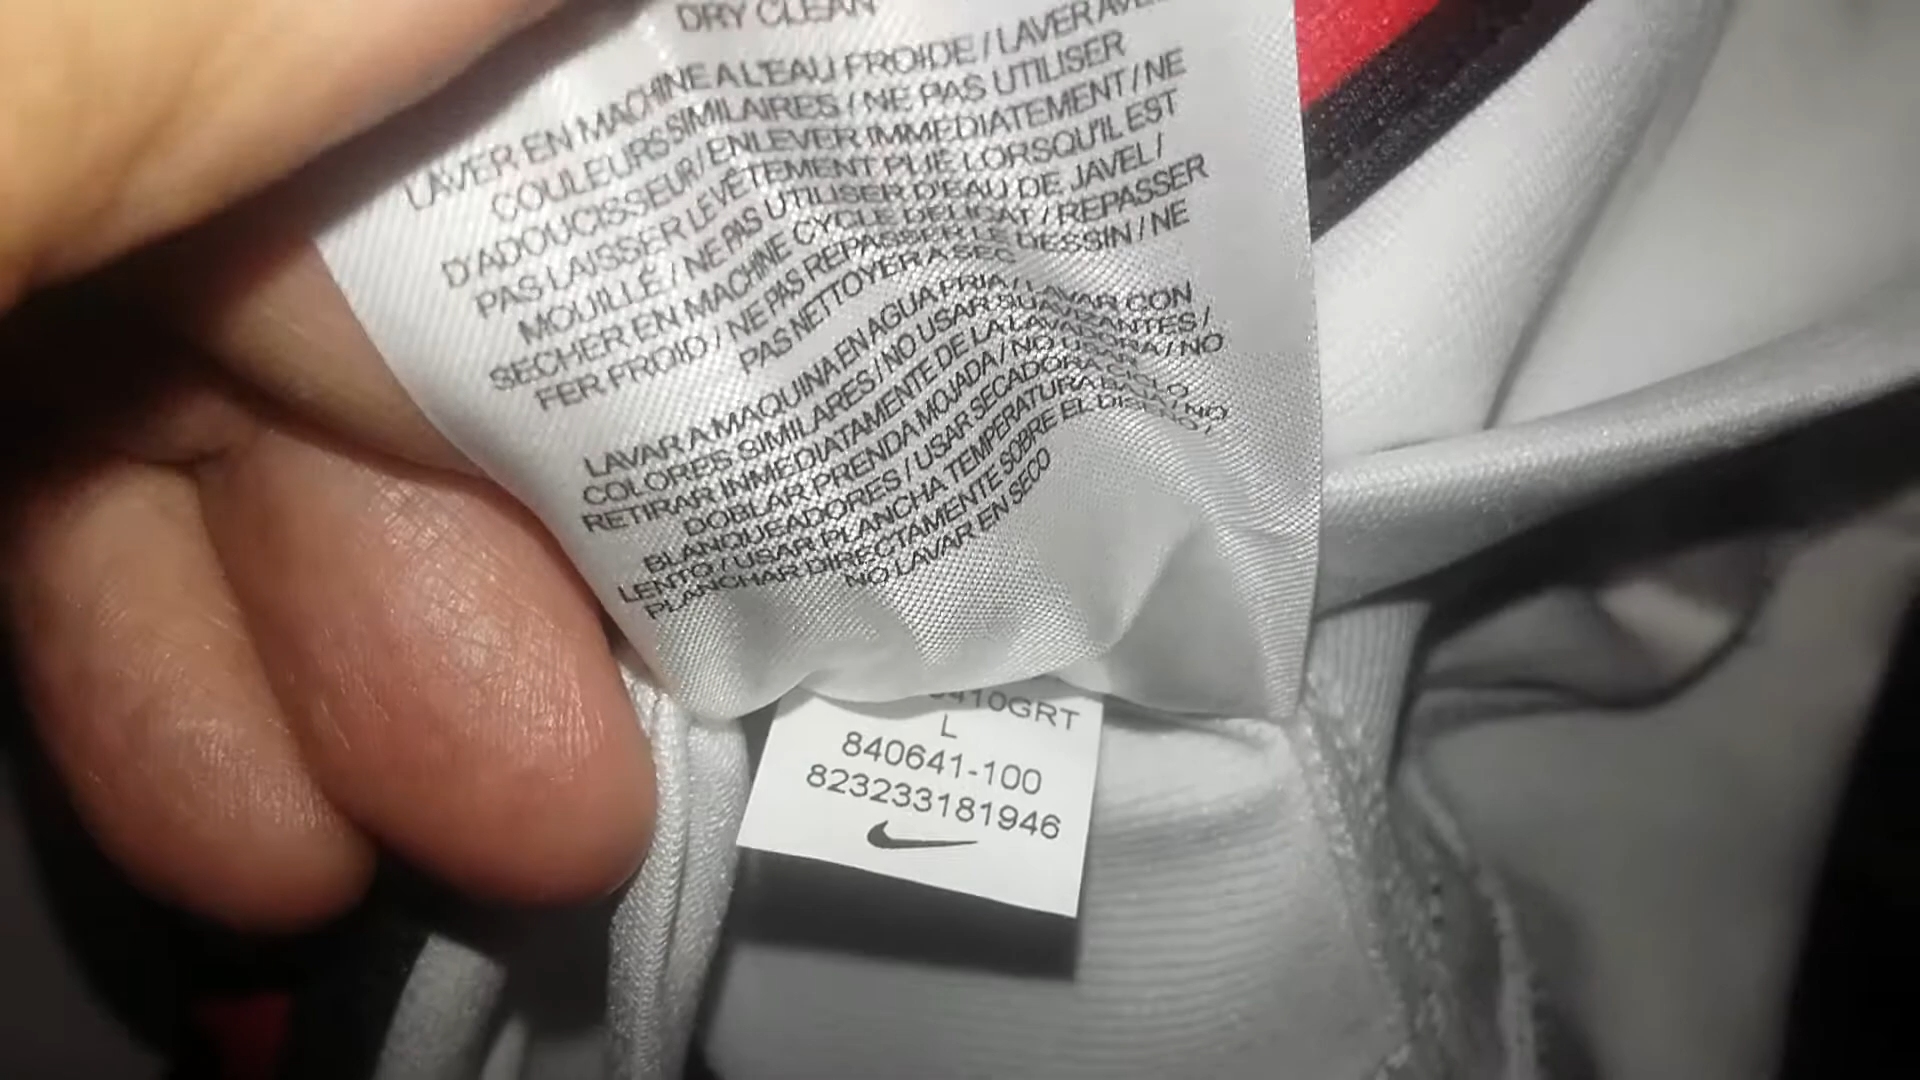 DRY CLEAN
LAVER EN MACHINE A L'EAU FROIDE / LAVER
COULEURS SIMILAIRES / NE PAS UTILISER
D'ADOUCISSEUR / ENLEVER IMMEDIATEMENT / NE
PAS LAISSER LE VÊTEMENT PLIE LORSQU'IL EST
MOUILLÉ / NE PAS UTILISER D'EAU DE JAVEL /
SECHER EN MACHINE CYCLE DELICAT / REPASSER
FER FROID / NE PAS REPASSER LE DESSIN / NE
PAS NETTOYER A SEC
LAVAR A MAQUINA EN AGUA FRIA / LAVAR CON
COLORES SIMILARES / NO USAR SUAVIZANTES /
RETIRAR INMEDIATAMENTE DE LA LAVADORA / NO
DOBLAR PRENDA MOJADA / NO USAR
BLANQUEADORES / USAR SECADORA CICLO
LENTO / USAR PLANCHA TEMPERATURA BAJA / NO
PLANCHAR DIRECTAMENTE SOBRE EL
NO LAVAR EN SECO
410GRT
L
840641-100
823233181946